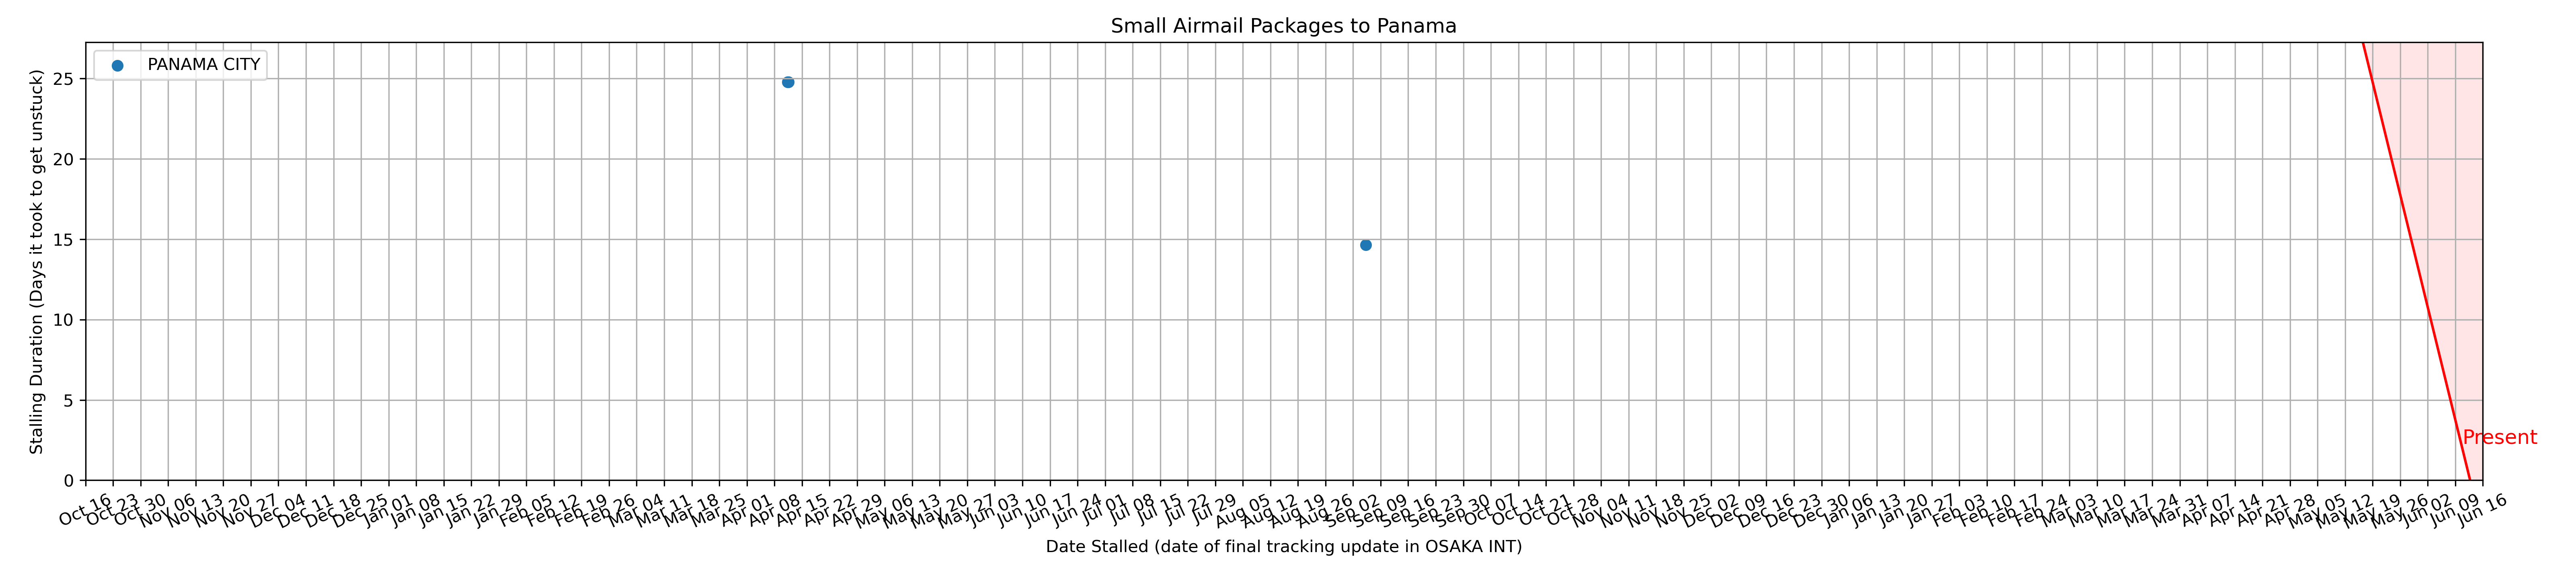 Small Airmail Packages to Panama
PANAMA CITY
Stalling Duration (Days it took to get unstuck)
25
20
15
10
5
0
Present
Oct 16
Oct 23
Oct 30
Nov 06
Nov 13
Nov 20
Nov 27
Dec 04
Dec 11
Dec 18
Dec 25
Jan 01
Jan 08
Jan 15
Jan 22
Jan 29
Feb 05
Feb 12
Feb 19
Feb 26
Mar 04
Mar 11
Mar 18
Mar 25
Apr 01
Apr 08
Apr 15
Apr 22
Apr 29
May 06
May 13
May 20
May 27
Jun 03
Jun 10
Jun 17
Jun 24
Jul 01
Jul 08
Jul 15
Jul 22
Jul 29
Aug 05
Aug 12
Aug 19
Aug 26
Sep 02
Sep 09
Sep 16
Sep 23
Sep 30
Oct 07
Oct 14
Oct 21
Oct 28
Nov 04
Nov 11
Nov 18
Nov 25
Dec 02
Dec 09
Dec 16
Dec 23
Dec 30
Jan 06
Jan 13
Jan 20
Jan 27
Feb 03
Feb 10
Feb 17
Feb 24
Mar 03
Mar 10
Mar 17
Mar 24
Mar 31
Apr 07
Apr 14
Apr 21
Apr 28
May 05
May 12
May 19
May 26
Jun 02
Jun 09
Jun 16
Date Stalled (date of final tracking update in OSAKA INT)